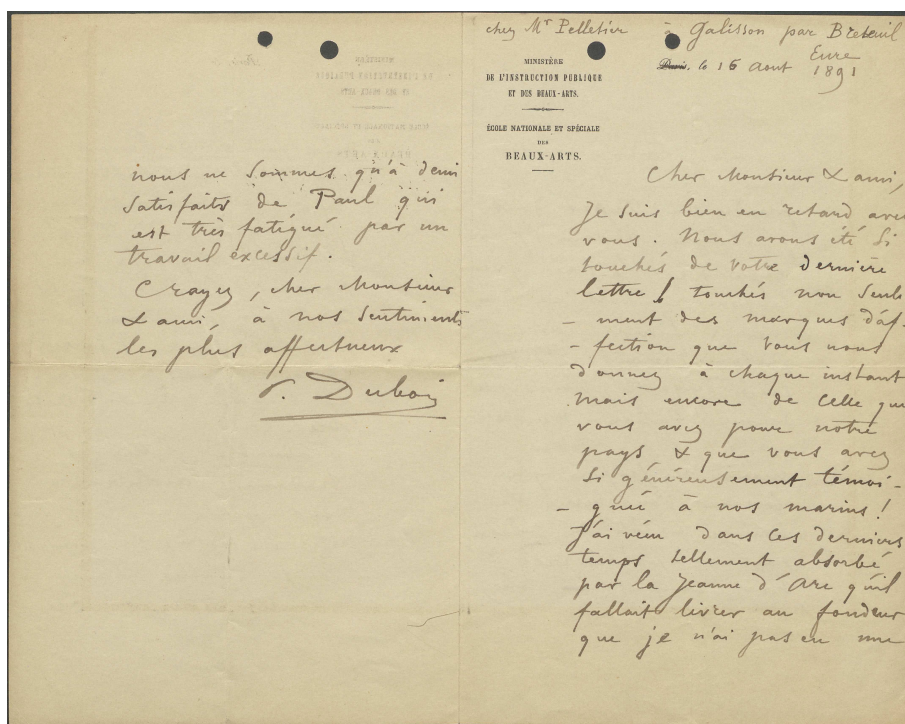 chez Mr Pelletier à Galisson par Breteuil
Eure
Paris, le 16 Aout 1891
MINISTÈRE
DE L'INSTRUCTION PUBLIQUE
ET DES BEAUX-ARTS.
ÉCOLE NATIONALE ET SPÉCIALE
DES
BEAUX-ARTS.
Cher Monsieur & ami,
Je suis bien en retard avec
vous. Nous avons été si
touchés de votre dernière
lettre ! touchés non seule
- ment des marques d'af-
- fection que vous nous
donnez à chaque instant
mais encore de celle que
vous avez pour notre
pays & que vous avez
si généreusement témoi-
- gnée à nos marins !
J'ai vécu dans ces derniers
temps tellement absorbé
par la Jeanne d'Arc qu'il
fallait livrer au fondeur
que je n'ai pas eu une
nous ne sommes qu'à demi
satisfaits de Paul qui
est très fatigué par un
travail excessif.
Croyez, cher Monsieur
& ami, à nos sentiments
les plus affectueux
P. Dubois